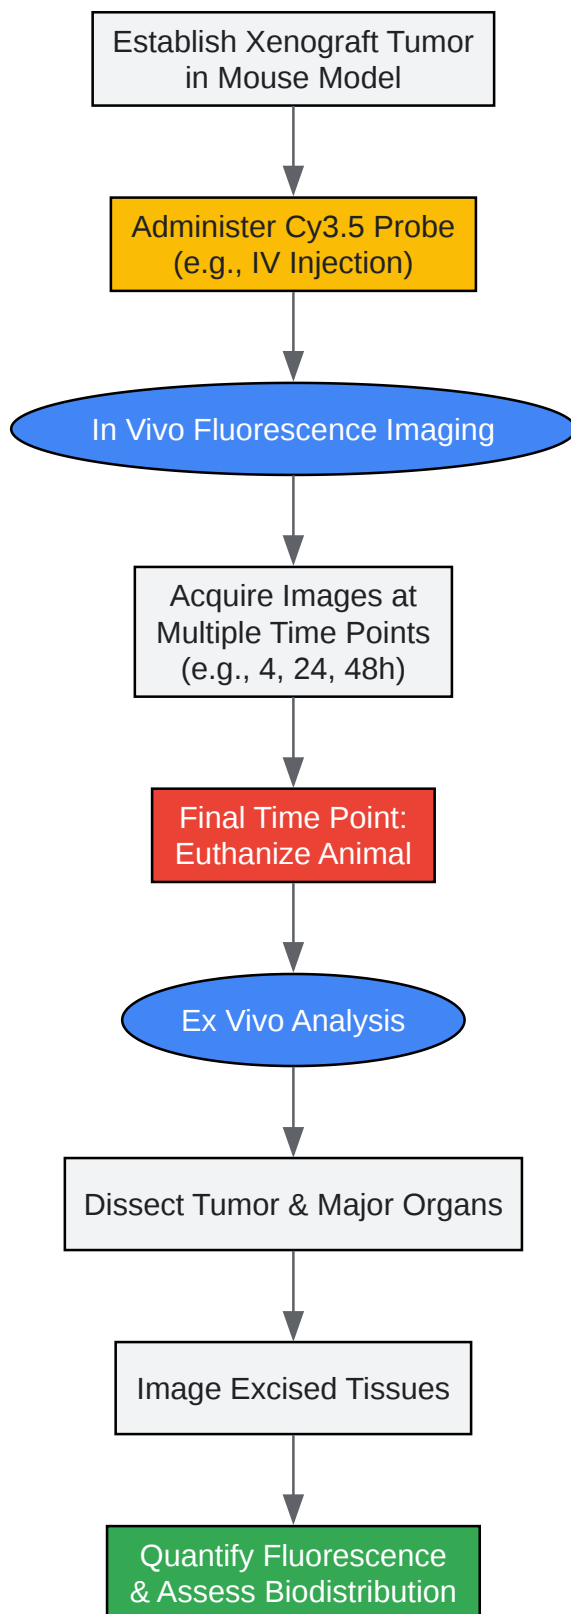 Establish Xenograft Tumor
in Mouse Model
Administer Cy3.5 Probe
(e.g., IV Injection)
In Vivo Fluorescence Imaging
Acquire Images at
Multiple Time Points
(e.g., 4, 24, 48h)
Final Time Point:
Euthanize Animal
Ex Vivo Analysis
Dissect Tumor & Major Organs
Image Excised Tissues
Quantify Fluorescence
& Assess Biodistribution